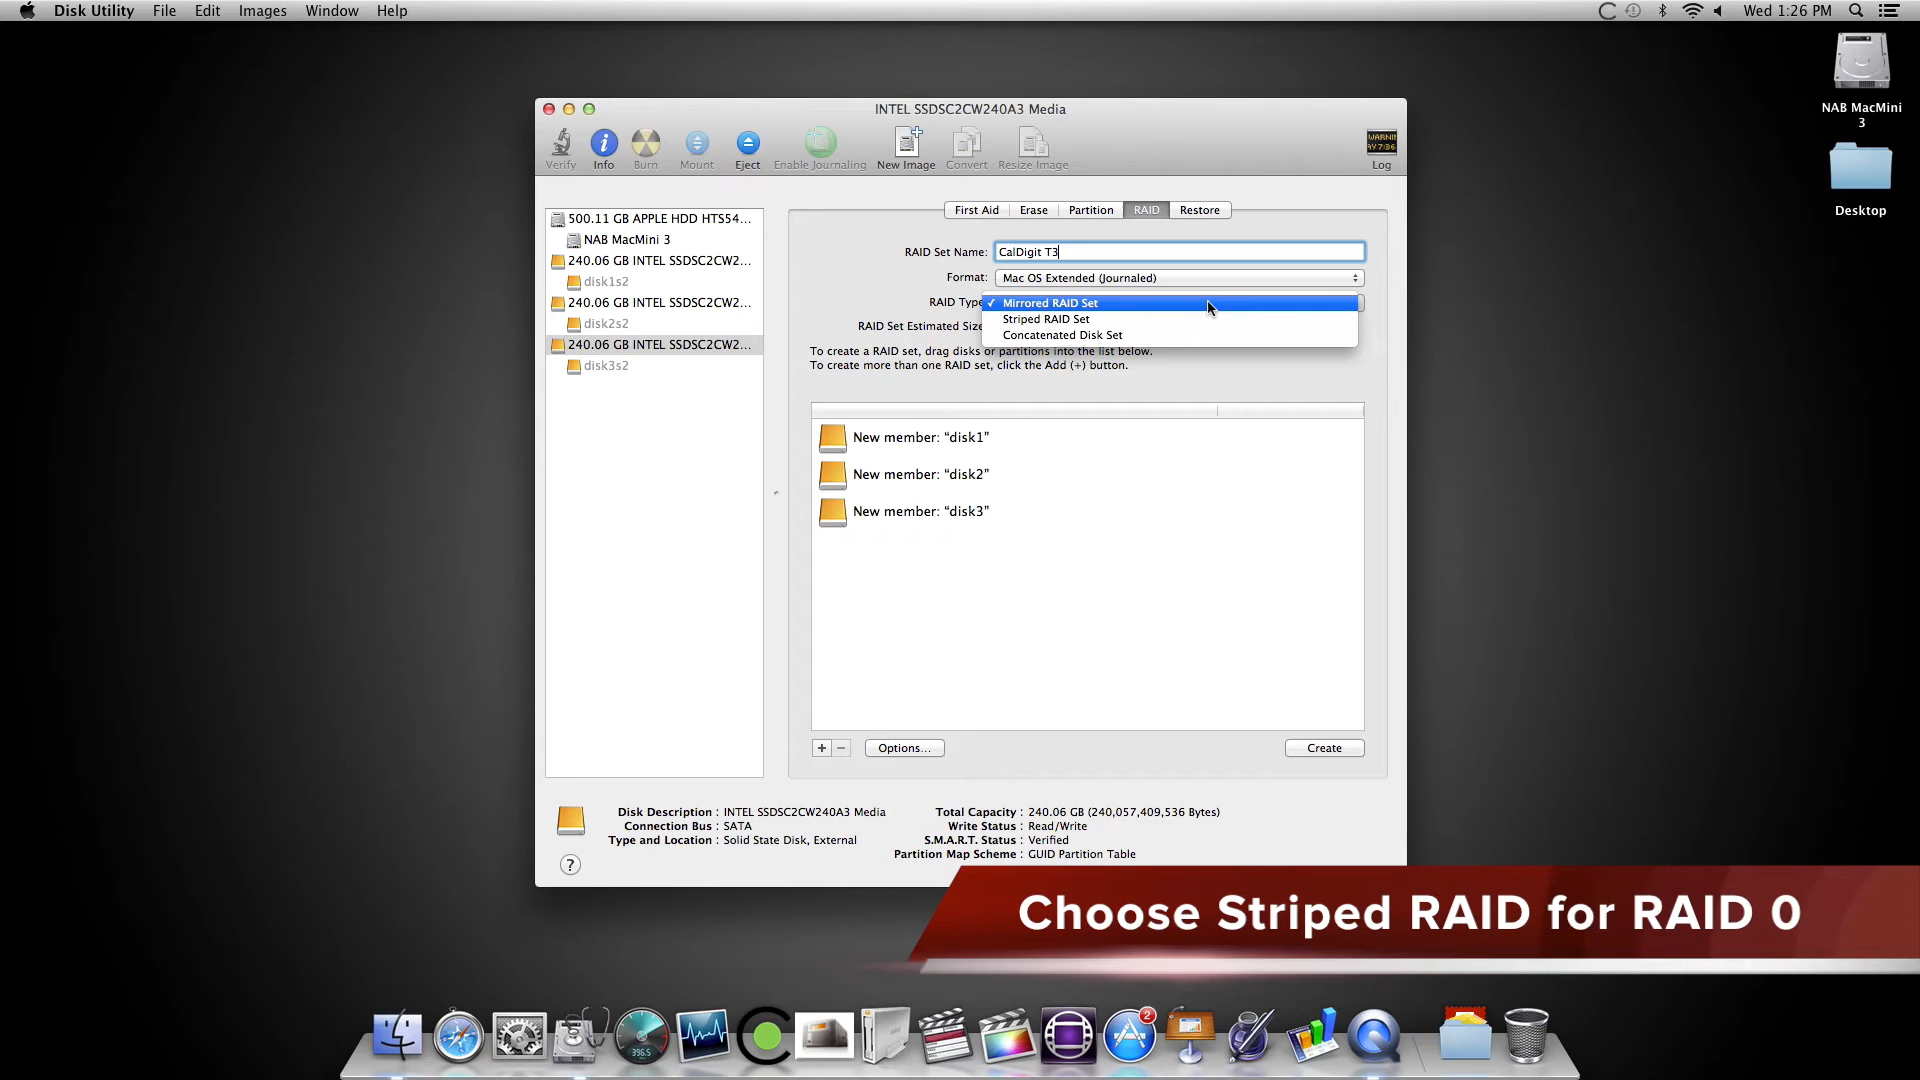 Disk Utility File Edit Images Window Help Wed 1:26 PM
NAB MacMini
3
Desktop
INTEL SSDSC2CW240A3 Media
Verify Info Burn Mount Eject Enable Journaling New Image Convert Resize Image Log
WARNIN
AY 7:36
First Aid Erase Partition RAID Restore
500.11 GB APPLE HDD HTS54...
NAB MacMini 3
240.06 GB INTEL SSDSC2CW2...
disk1s2
240.06 GB INTEL SSDSC2CW2...
disk2s2
240.06 GB INTEL SSDSC2CW2...
disk3s2
RAID Set Name: CalDigit T3
Format: Mac OS Extended (Journaled)
RAID Type ✓ Mirrored RAID Set
Striped RAID Set
RAID Set Estimated Size
Concatenated Disk Set
To create a RAID set, drag disks or partitions into the list below.
To create more than one RAID set, click the Add (+) button.
New member: “disk1”
New member: “disk2”
New member: “disk3”
+ − Options... Create
Disk Description : INTEL SSDSC2CW240A3 Media Total Capacity : 240.06 GB (240,057,409,536 Bytes)
Connection Bus : SATA Write Status : Read/Write
Type and Location : Solid State Disk, External S.M.A.R.T. Status : Verified
Partition Map Scheme : GUID Partition Table
?
Choose Striped RAID for RAID 0
396.5
2